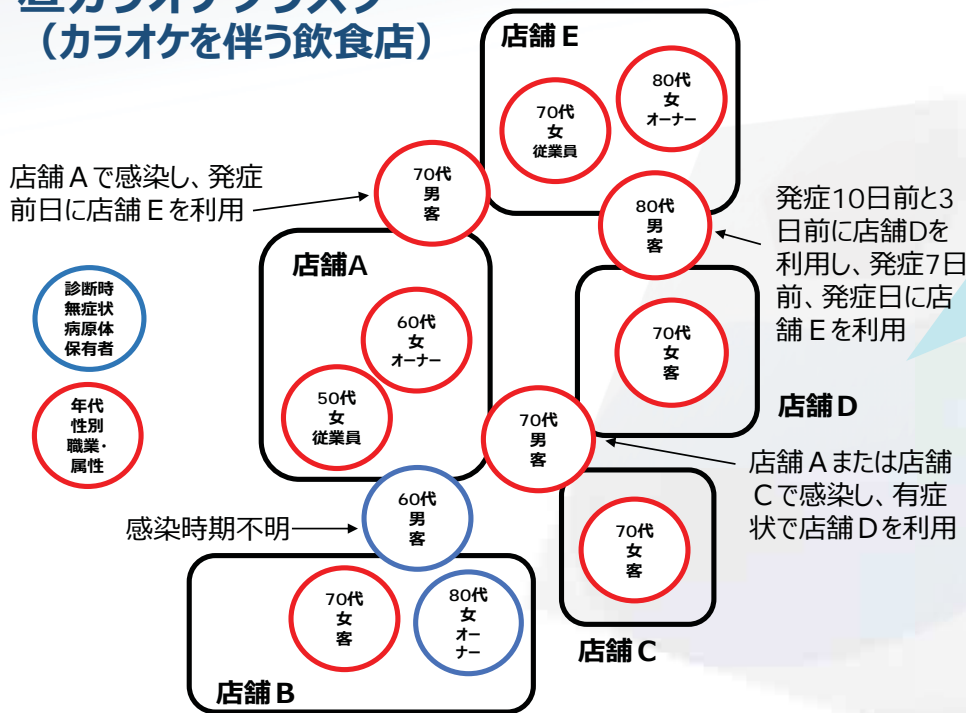 カラオケクラスター
（カラオケを伴う飲食店）
店舗E
70代
女
従業員
80代
女
オーナー
店舗Aで感染し、発症
前日に店舗Eを利用
70代
男
客
80代
男
客
発症10日前と3
日前に店舗Dを
利用し、発症7日
前、発症日に店
舗Eを利用
店舗A
診断時
無症状
病原体
保有者
60代
女
オーナー
70代
女
客
年代
性別
職業・
属性
50代
女
従業員
店舗D
70代
男
客
店舗Aまたは店舗
Cで感染し、有症
状で店舗Dを利用
60代
男
客
感染時期不明
70代
女
客
70代
女
客
80代
女
オー
ナー
店舗C
店舗B